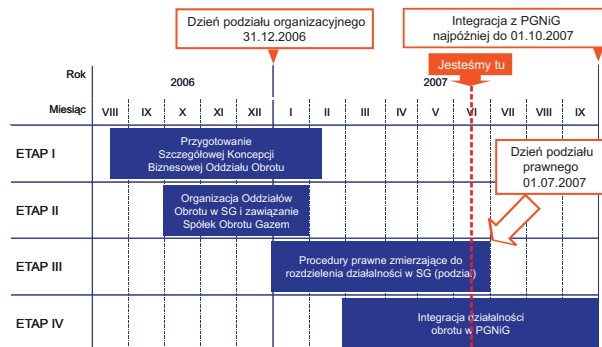 Dzień podziału organizacyjnego
31.12.2006
Integracja z PGNiG
najpóźniej do 01.10.2007
Jesteśmy tu
Rok
2006
2007
Miesiąc
VIII
IX
X
XI
XII
I
II
III
IV
V
VI
VII
VIII
IX
ETAP I
Przygotowanie
Szczegółowej Koncepcji
Biznesowej Oddziału Obrotu
Dzień podziału
prawnego
01.07.2007
ETAP II
Organizacja Oddziałów
Obrotu w SG i zawiązanie
Spółek Obrotu Gazem
ETAP III
Procedury prawne zmierzające do
rozdzielenia działalności w SG (podział)
ETAP IV
Integracja działalności
obrotu w PGNiG